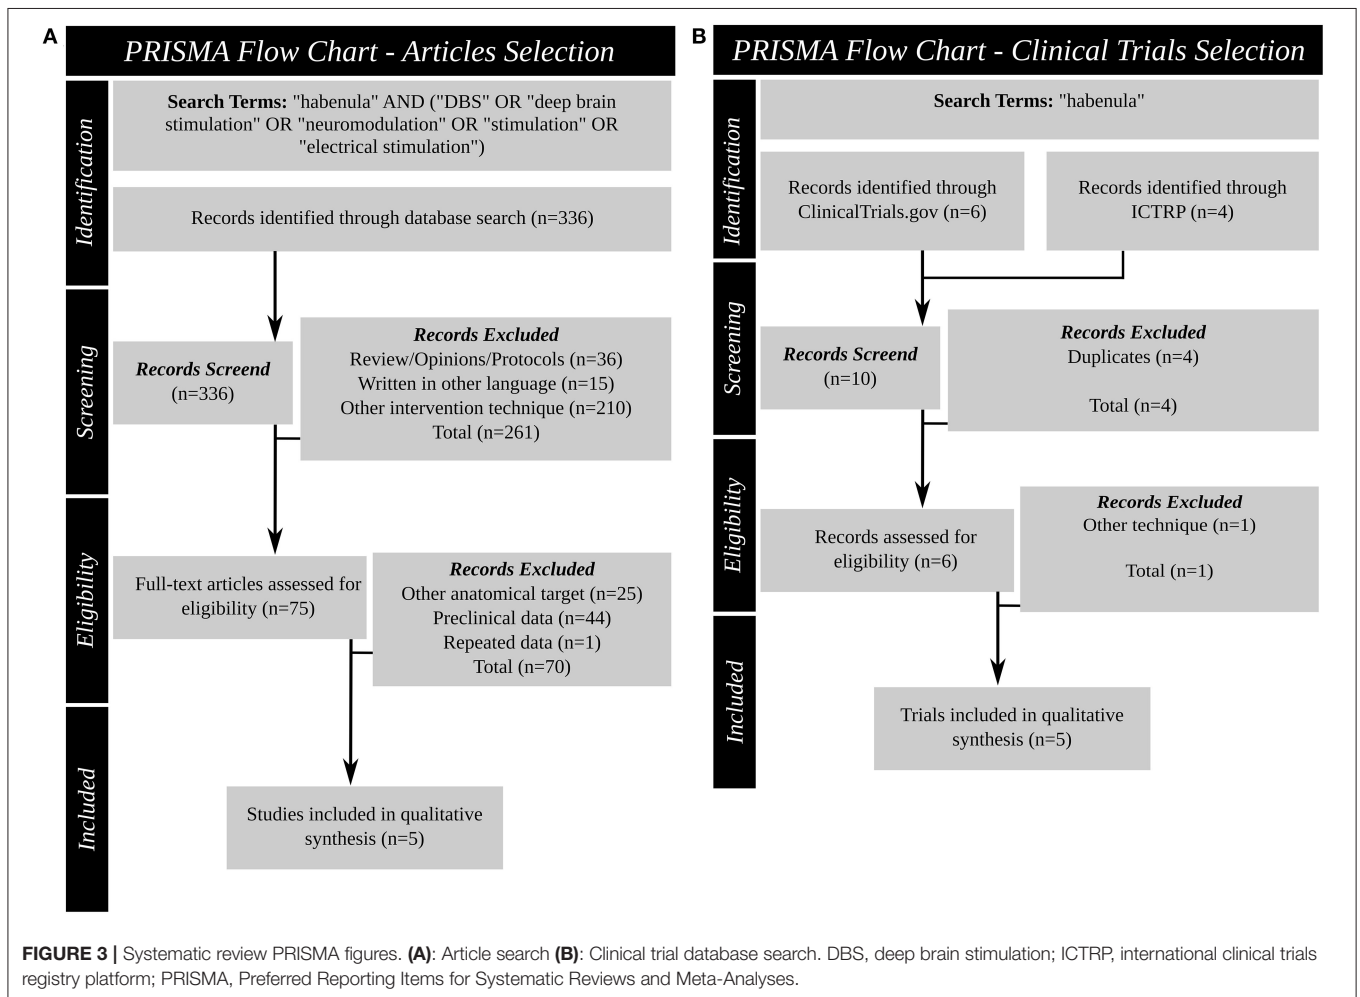 A
PRISMA Flow Chart - Articles Selection
Identification
Search Terms: "habenula" AND ("DBS" OR "deep brain
stimulation" OR "neuromodulation" OR "stimulation" OR
"electrical stimulation")
Records identified through database search (n=336)
Screening
Records Screend
(n=336)
Records Excluded
Review/Opinions/Protocols (n=36)
Written in other language (n=15)
Other intervention technique (n=210)
Total (n=261)
Eligibility
Full-text articles assessed for
eligibility (n=75)
Records Excluded
Other anatomical target (n=25)
Preclinical data (n=44)
Repeated data (n=1)
Total (n=70)
Included
Studies included in qualitative
synthesis (n=5)
B
PRISMA Flow Chart - Clinical Trials Selection
Identification
Search Terms: "habenula"
Records identified through
ClinicalTrials.gov (n=6)
Records identified through
ICTRP (n=4)
Screening
Records Screend
(n=10)
Records Excluded
Duplicates (n=4)
Total (n=4)
Eligibility
Records assessed for
eligibility (n=6)
Records Excluded
Other technique (n=1)
Total (n=1)
Included
Trials included in qualitative
synthesis (n=5)
FIGURE 3 | Systematic review PRISMA figures. (A): Article search (B): Clinical trial database search. DBS, deep brain stimulation; ICTRP, international clinical trials
registry platform; PRISMA, Preferred Reporting Items for Systematic Reviews and Meta-Analyses.